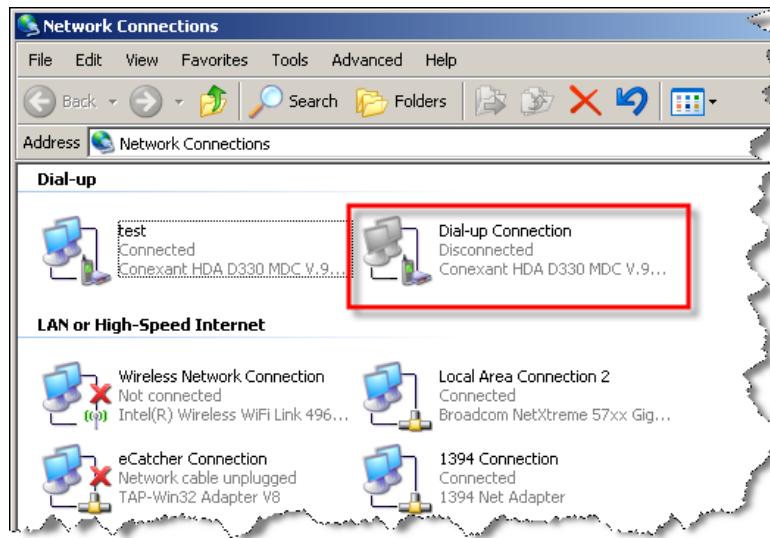 Network Connections
File Edit View Favorites Tools Advanced Help
Back Search Folders
Address Network Connections
Dial-up
test
Connected
Conexant HDA D330 MDC V.9...
Dial-up Connection
Disconnected
Conexant HDA D330 MDC V.9...
LAN or High-Speed Internet
Wireless Network Connection
Not connected
Intel(R) Wireless WiFi Link 496...
Local Area Connection 2
Connected
Broadcom NetXtreme 57xx Gig...
eCatcher Connection
Network cable unplugged
TAP-Win32 Adapter V8
1394 Connection
Connected
1394 Net Adapter